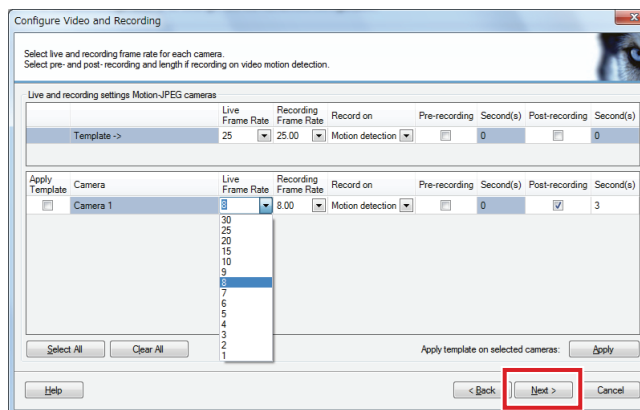 Configure Video and Recording
x
Select live and recording frame rate for each camera.
Select pre- and post- recording and length if recording on video motion detection.
Live and recording settings Motion-JPEG cameras
Live Frame Rate Recording Frame Rate Record on Pre-recording Second(s) Post-recording Second(s)
Template -> 25 25.00 Motion detection 0 0
Apply Template Camera Live Frame Rate Recording Frame Rate Record on Pre-recording Second(s) Post-recording Second(s)
Camera 1 8 8.00 Motion detection 0 3
30
25
20
15
10
9
8
7
6
5
4
3
2
1
Select All Clear All Apply template on selected cameras: Apply
Help < Back Next > Cancel